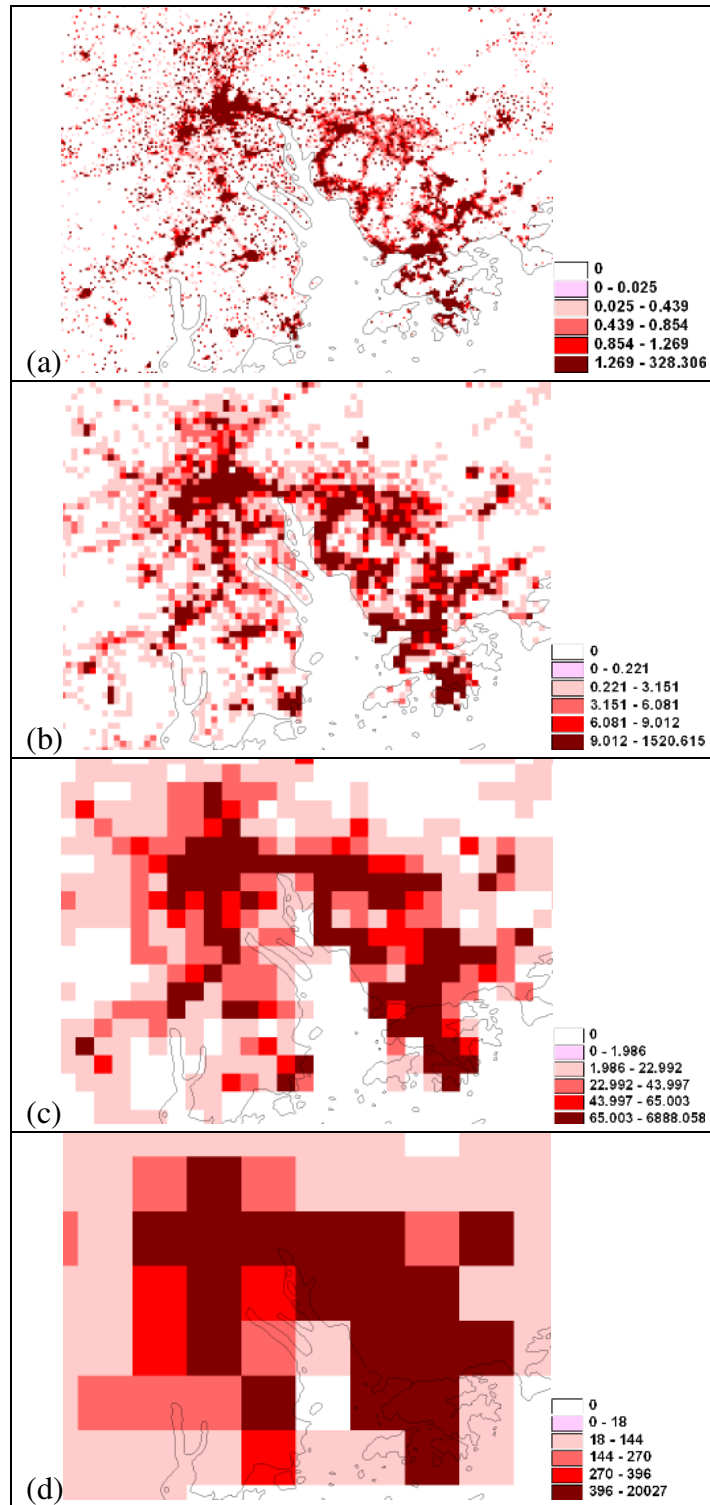 0
0 - 0.025
0.025 - 0.439
0.439 - 0.854
0.854 - 1.269
1.269 - 328.306
(a)
0
0 - 0.221
0.221 - 3.151
3.151 - 6.081
6.081 - 9.012
9.012 - 1520.615
(b)
0
0 - 1.986
1.986 - 22.992
22.992 - 43.997
43.997 - 65.003
65.003 - 6888.058
(c)
0
0 - 18
18 - 144
144 - 270
270 - 396
396 - 20027
(d)